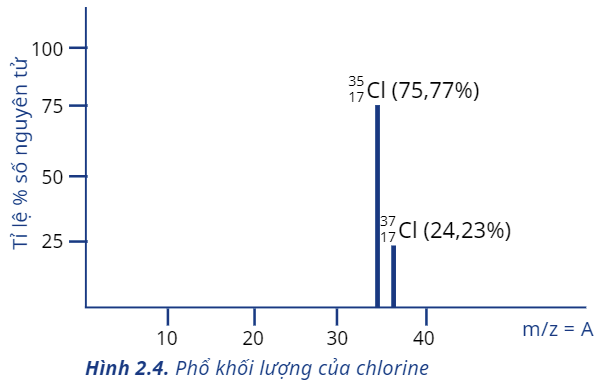 Tỉ lệ % số nguyên tử
100
75
50
25
³⁵₁₇Cl (75,77%)
³⁷₁₇Cl (24,23%)
10 20 30 40
m/z = A
Hình 2.4. Phổ khối lượng của chlorine